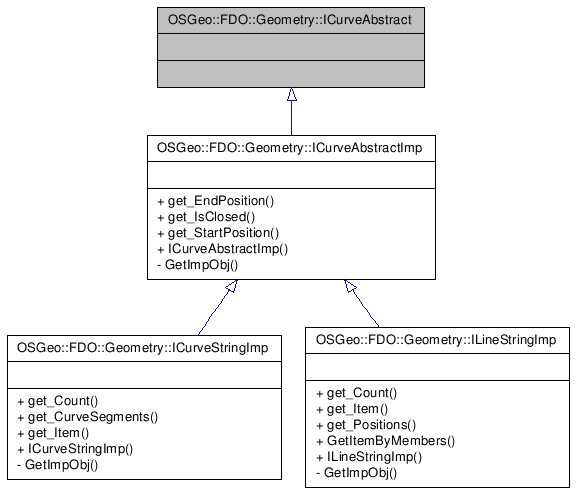 OSGeo::FDO::Geometry::ICurveAbstract
OSGeo::FDO::Geometry::ICurveAbstractImp
+ get_EndPosition()
+ get_IsClosed()
+ get_StartPosition()
+ ICurveAbstractImp()
- GetImpObj()
OSGeo::FDO::Geometry::ICurveStringImp
+ get_Count()
+ get_CurveSegments()
+ get_Item()
+ ICurveStringImp()
- GetImpObj()
OSGeo::FDO::Geometry::ILineStringImp
+ get_Count()
+ get_Item()
+ get_Positions()
+ GetItemByMembers()
+ ILineStringImp()
- GetImpObj()